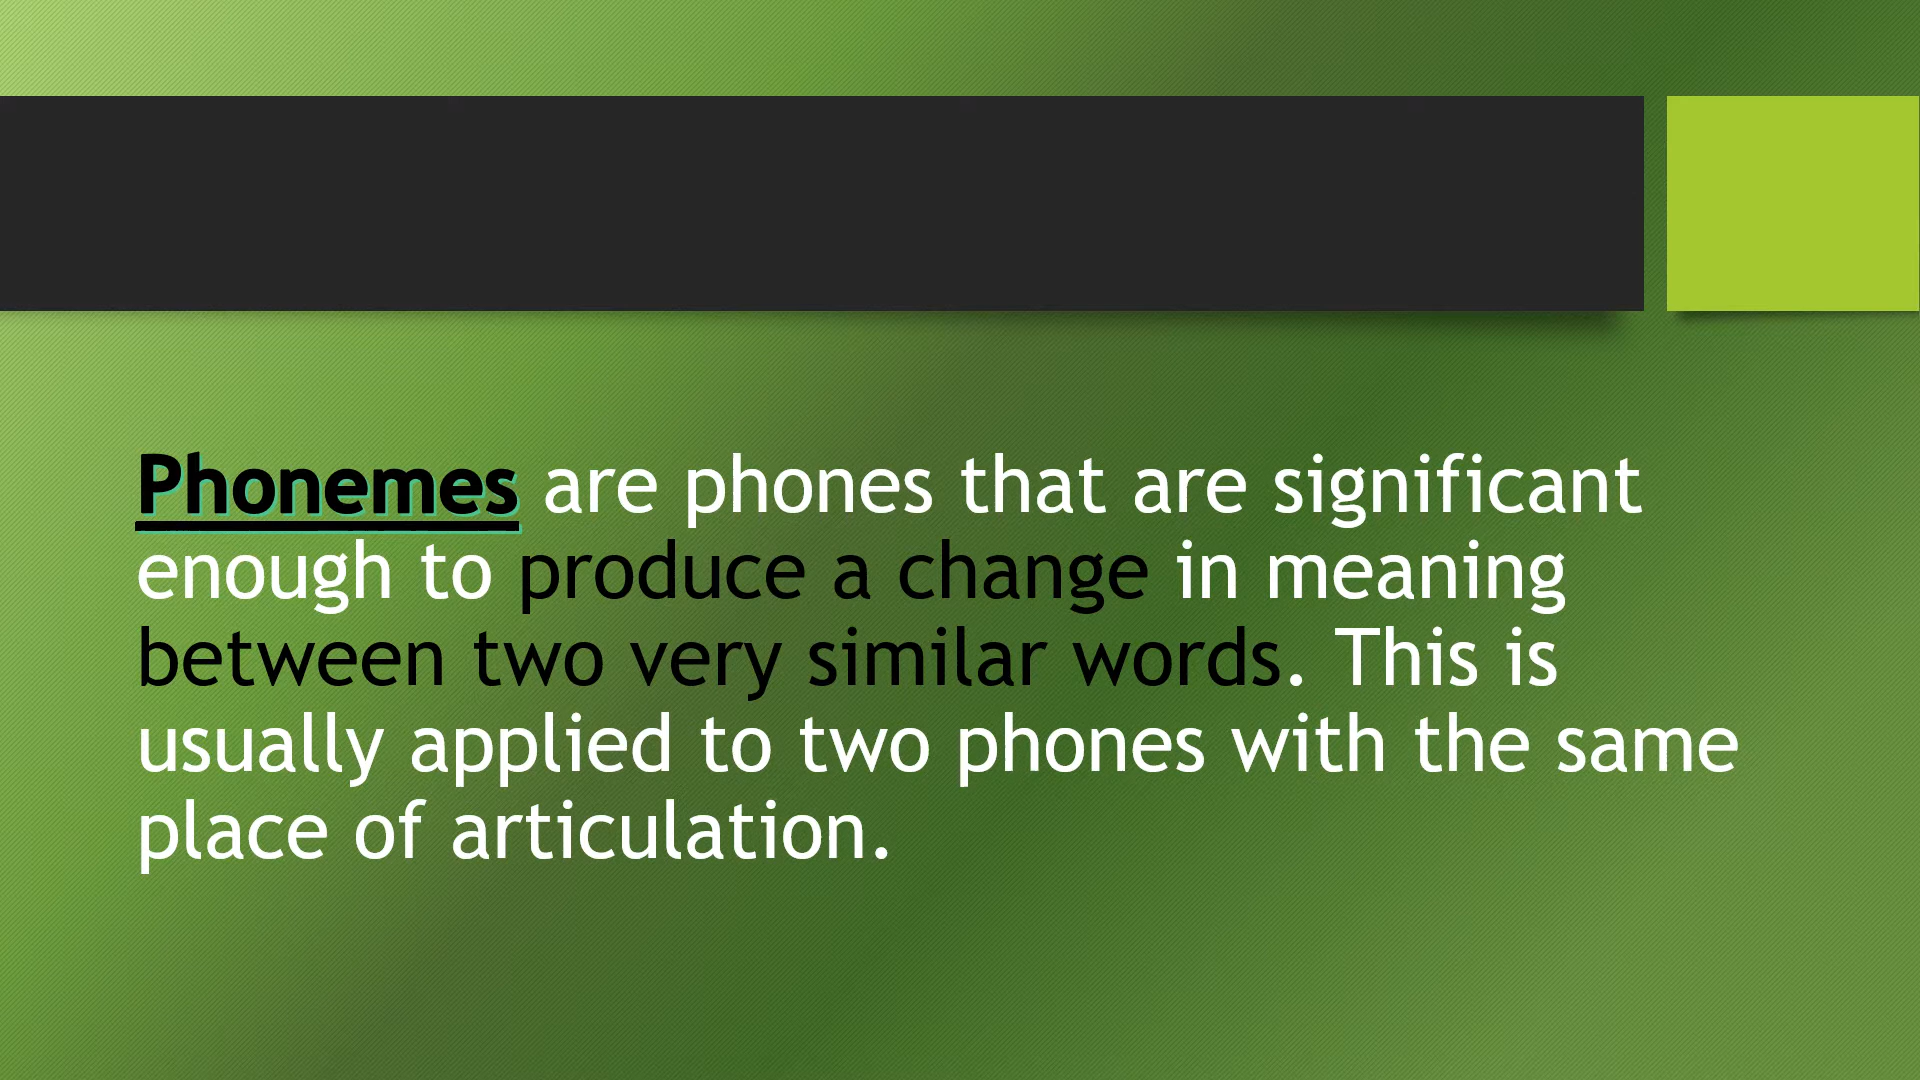 Phonemes are phones that are significant
enough to produce a change in meaning
between two very similar words. This is
usually applied to two phones with the same
place of articulation.